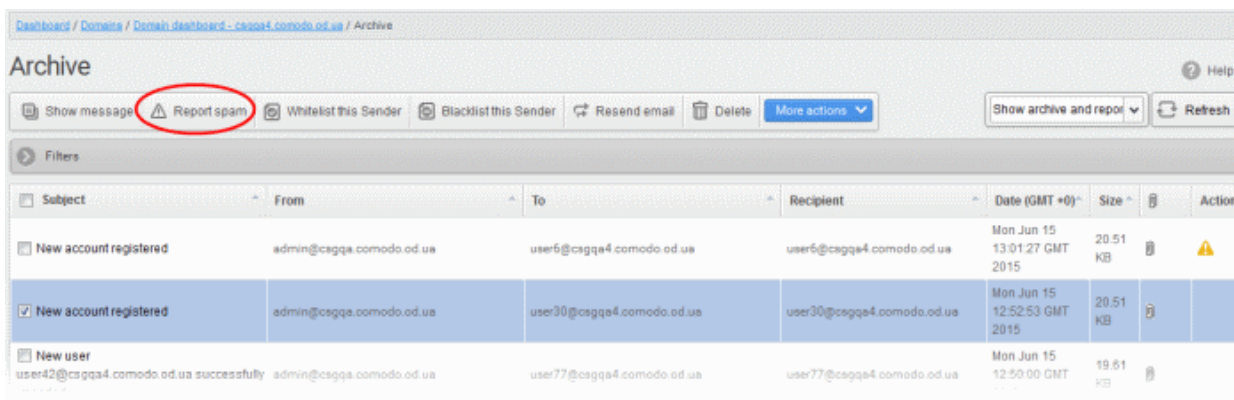 Dashboard / Domains / Domain dashboard - csgqa4.comodo.od.ua / Archive
Archive
Help
Show message Report spam Whitelist this Sender Blacklist this Sender Resend email Delete More actions Show archive and repor Refresh
Filters
Subject From To Recipient Date (GMT +0) Size Action
New account registered admin@csgqa.comodo.od.ua user6@csgqa4.comodo.od.ua user6@csgqa4.comodo.od.ua Mon Jun 15
13:01:27 GMT
2015 20.51
KB
New account registered admin@csgqa.comodo.od.ua user30@csgqa4.comodo.od.ua user30@csgqa4.comodo.od.ua Mon Jun 15
12:52:53 GMT
2015 20.51
KB
New user
user42@csgqa4.comodo.od.ua successfully admin@csgqa.comodo.od.ua user77@csgqa4.comodo.od.ua user77@csgqa4.comodo.od.ua Mon Jun 15
12:50:00 GMT 19.61
KB